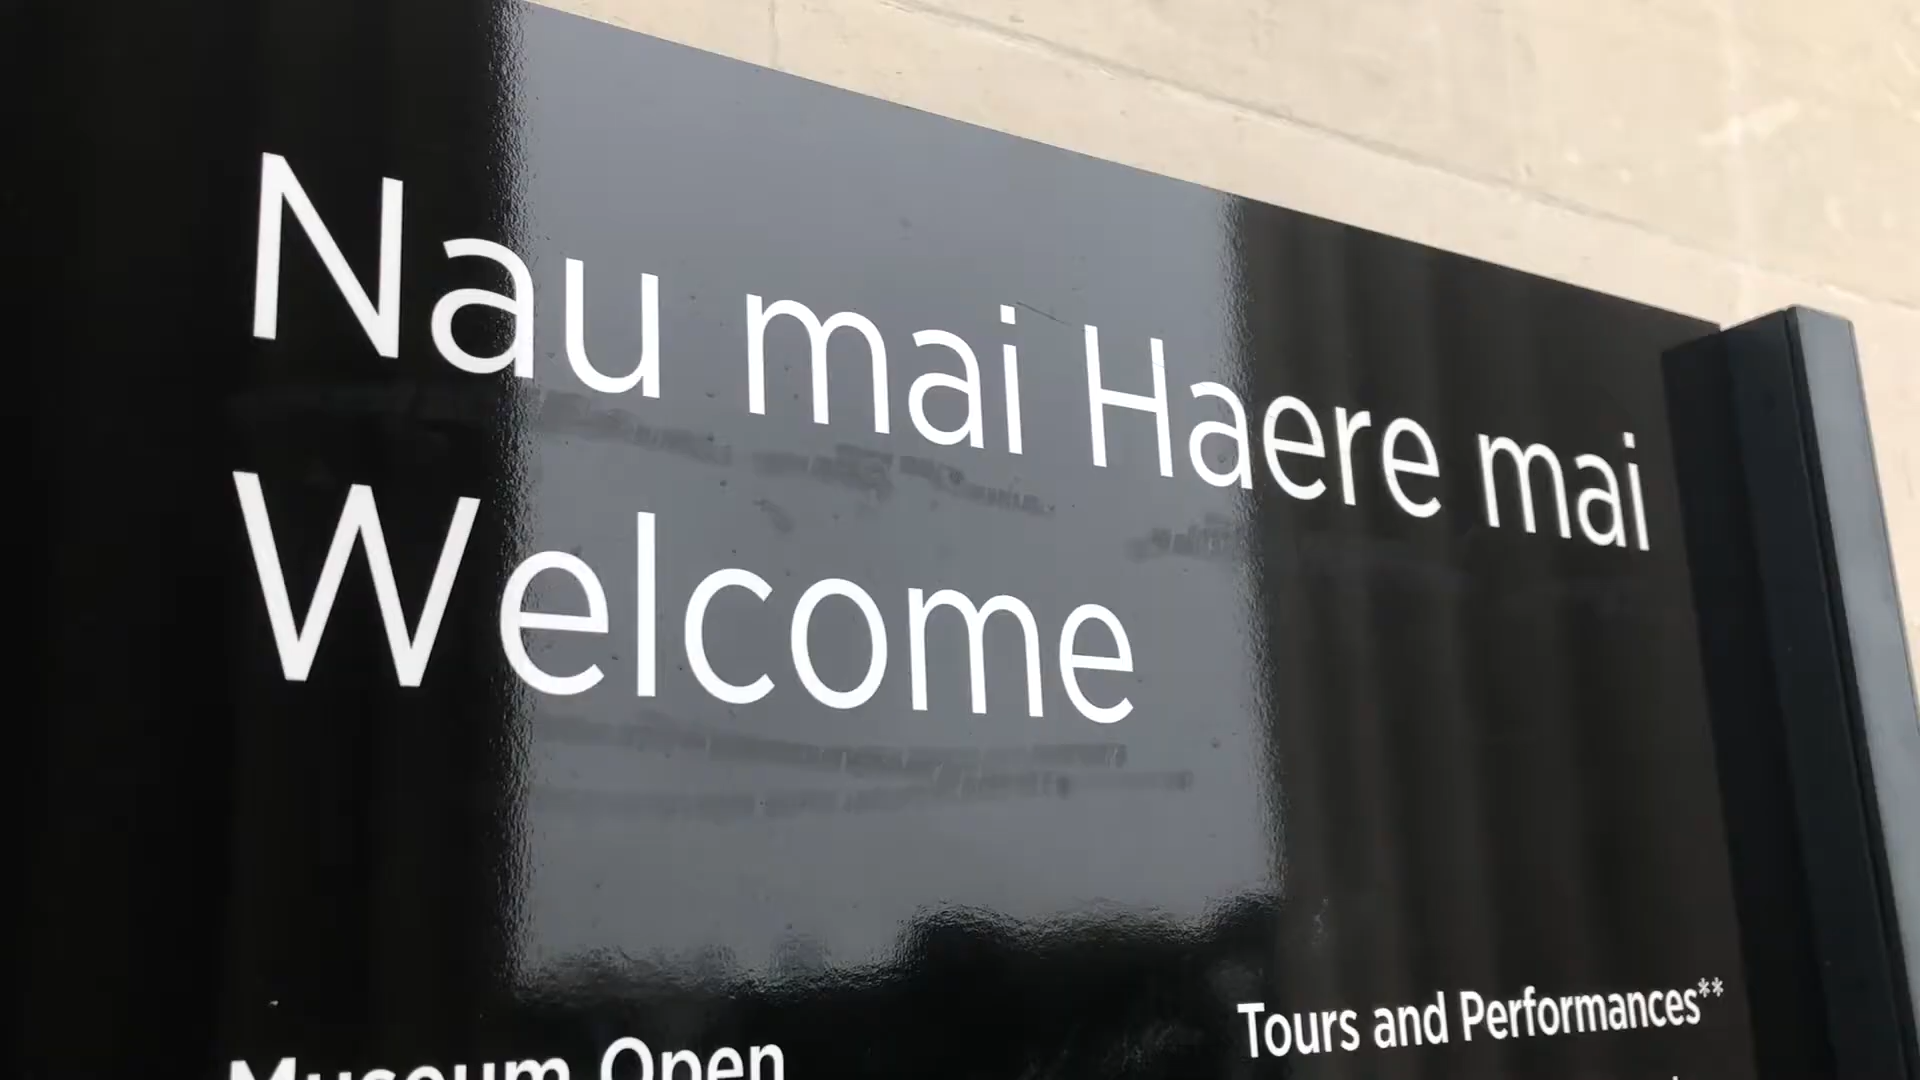 Nau mai Haere mai
Welcome
Museum Open
Tours and Performances**